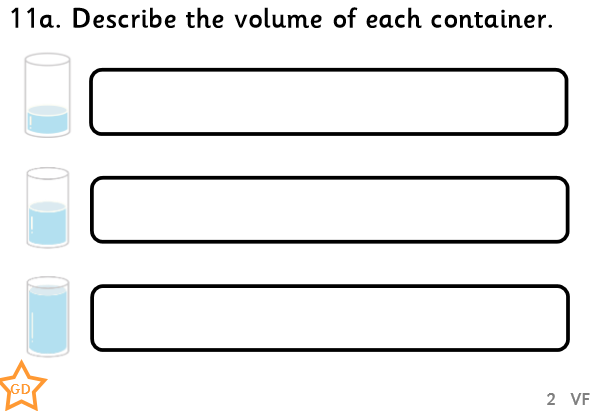 11a. Describe the volume of each container.
GD
2 VF